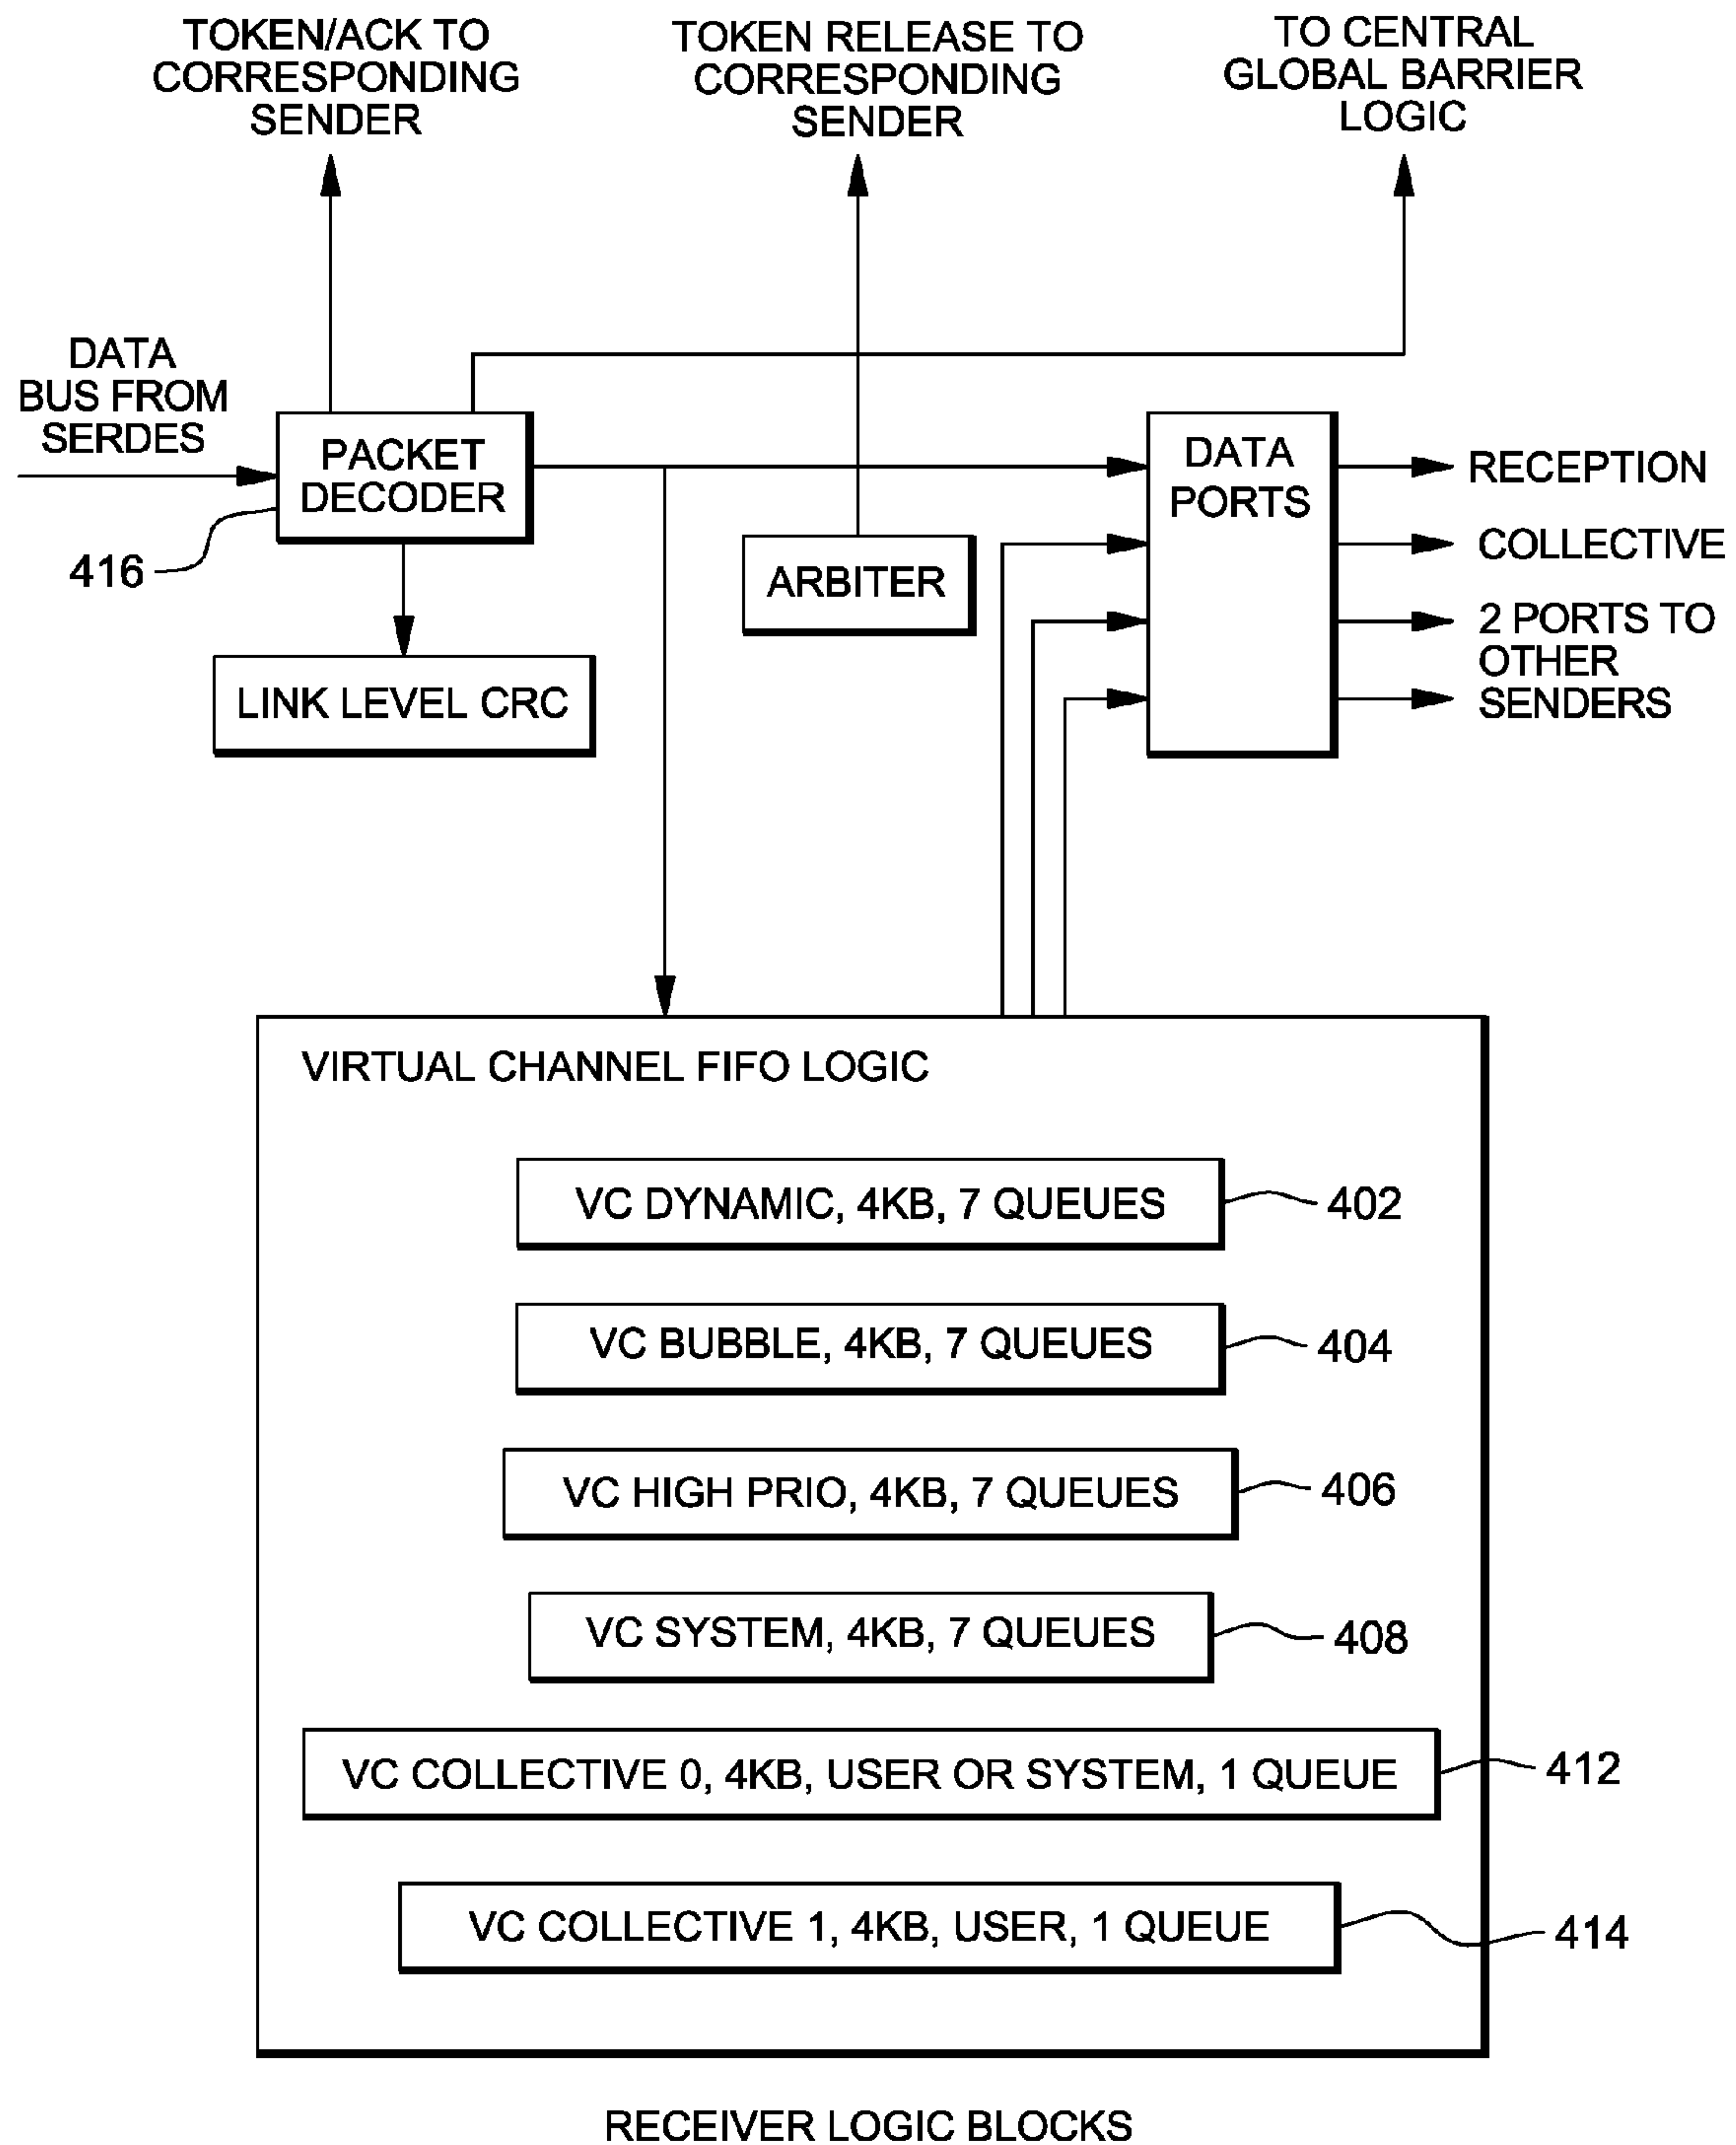 TOKEN/ACK TO
CORRESPONDING
SENDER
TOKEN RELEASE TO
CORRESPONDING
SENDER
TO CENTRAL
GLOBAL BARRIER
LOGIC
DATA
BUS FROM
SERDES
PACKET
DECODER
416
LINK LEVEL CRC
ARBITER
DATA
PORTS
RECEPTION
COLLECTIVE
2 PORTS TO
OTHER
SENDERS
VIRTUAL CHANNEL FIFO LOGIC
VC DYNAMIC, 4KB, 7 QUEUES
402
VC BUBBLE, 4KB, 7 QUEUES
404
VC HIGH PRIO, 4KB, 7 QUEUES
406
VC SYSTEM, 4KB, 7 QUEUES
408
VC COLLECTIVE 0, 4KB, USER OR SYSTEM, 1 QUEUE
412
VC COLLECTIVE 1, 4KB, USER, 1 QUEUE
414
RECEIVER LOGIC BLOCKS